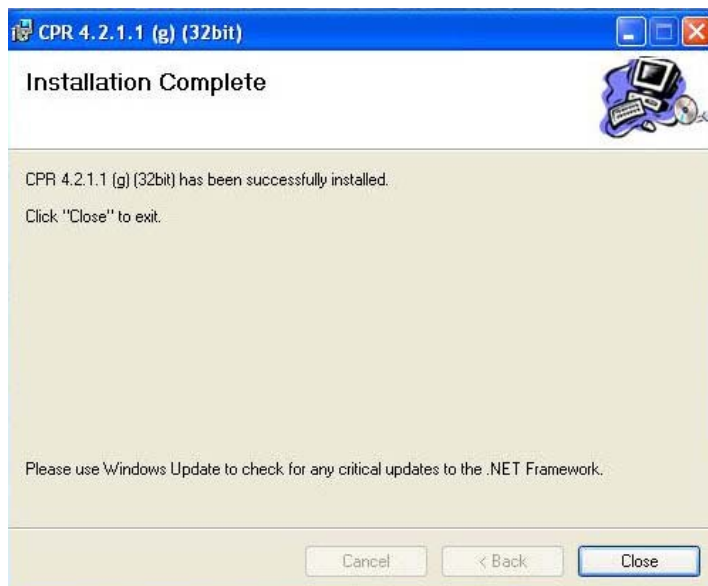 CPR 4.2.1.1 (g) (32bit)
Installation Complete
CPR 4.2.1.1 (g) (32bit) has been successfully installed.
Click "Close" to exit.
Please use Windows Update to check for any critical updates to the .NET Framework.
Cancel
< Back
Close